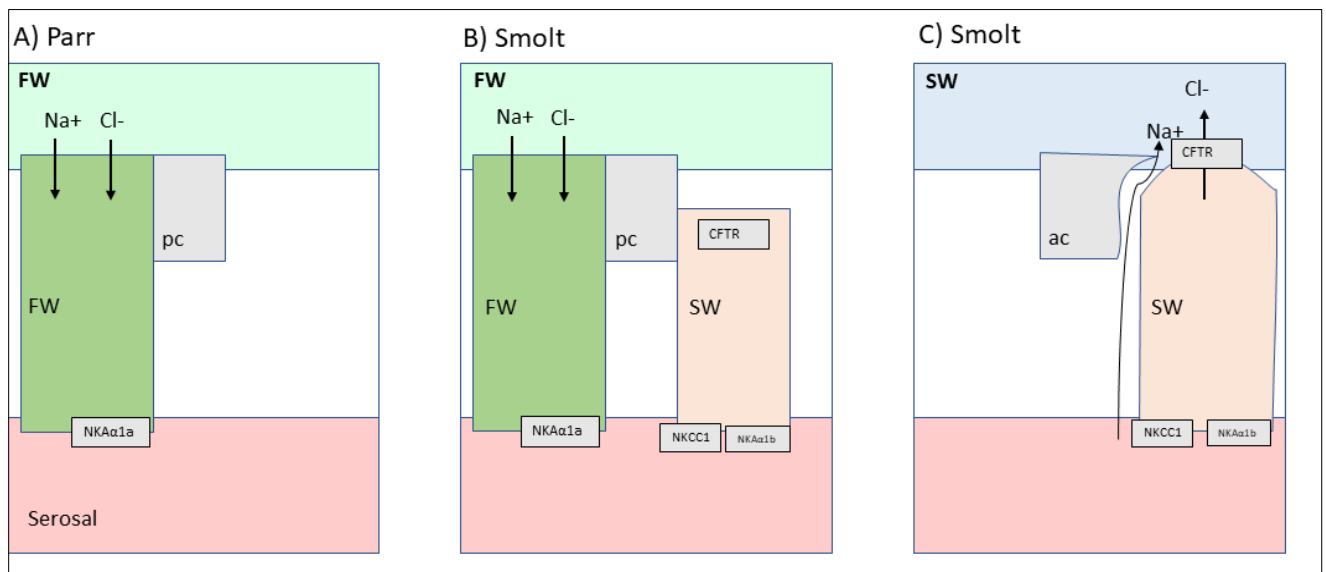 A) Parr
FW
Na+ Cl-
pc
FW
NKAα1a
Serosal
B) Smolt
FW
Na+ Cl-
pc
CFTR
FW
SW
NKAα1a
NKCC1
NKAα1b
C) Smolt
SW
Cl-
Na+
CFTR
ac
SW
NKCC1
NKAα1b